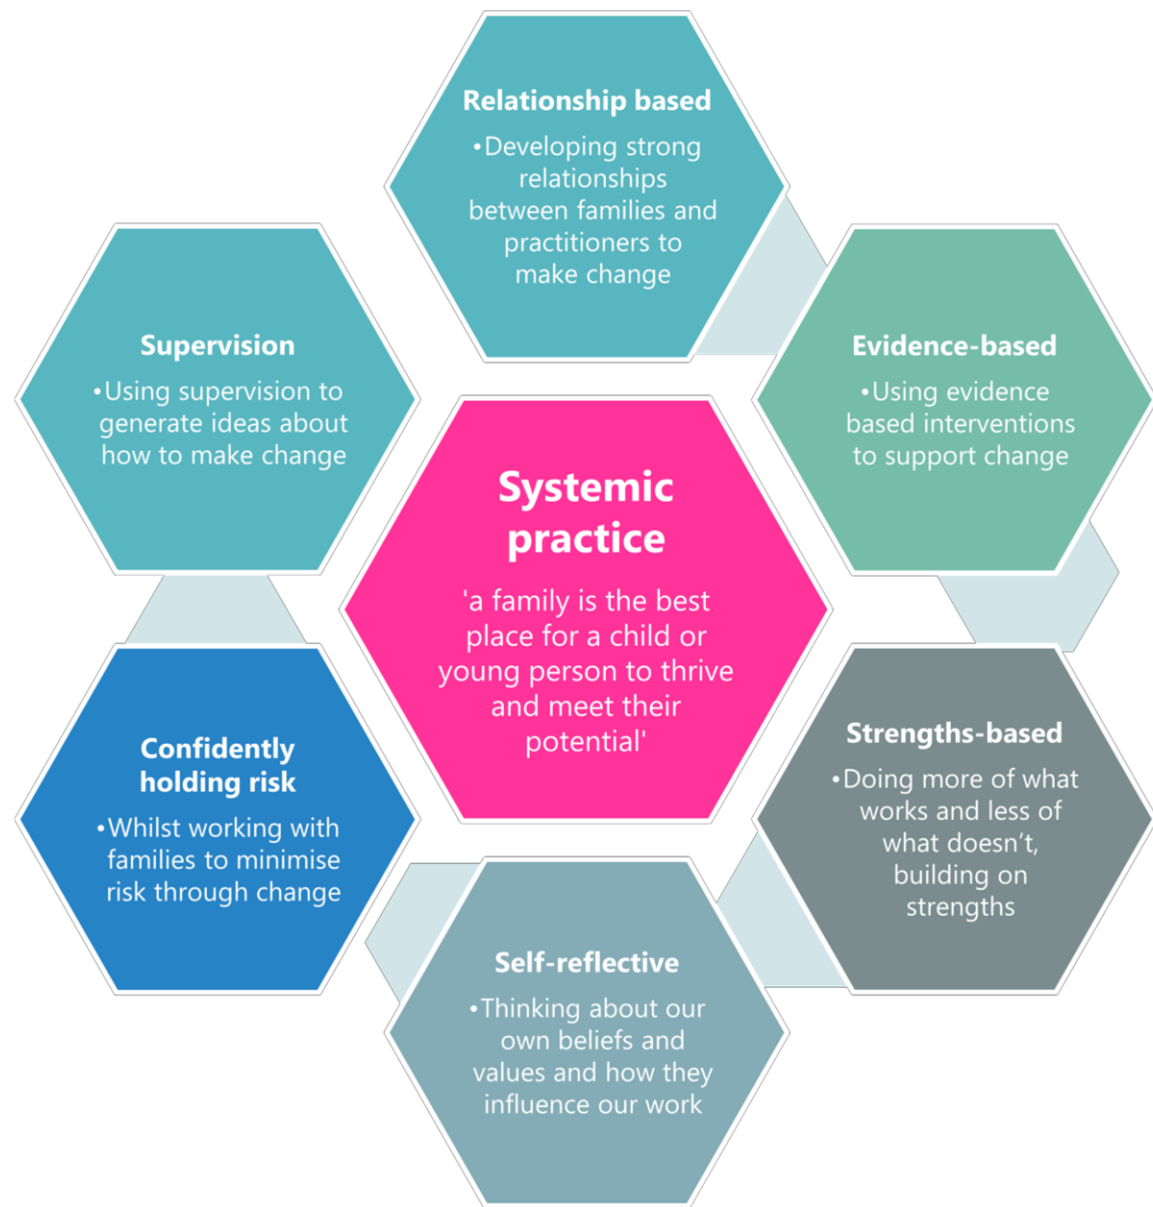 Relationship based
•Developing strong
relationships
between families and
practitioners to
make change
Evidence-based
•Using evidence
based interventions
to support change
Strengths-based
•Doing more of what
works and less of
what doesn’t,
building on
strengths
Self-reflective
•Thinking about our
own beliefs and
values and how they
influence our work
Confidently
holding risk
•Whilst working with
families to minimise
risk through change
Supervision
•Using supervision to
generate ideas about
how to make change
Systemic
practice
'a family is the best
place for a child or
young person to thrive
and meet their
potential'